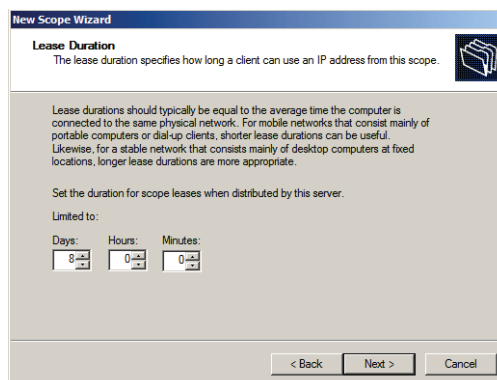 New Scope Wizard
Lease Duration
The lease duration specifies how long a client can use an IP address from this scope.
Lease durations should typically be equal to the average time the computer is
connected to the same physical network. For mobile networks that consist mainly of
portable computers or dial-up clients, shorter lease durations can be useful.
Likewise, for a stable network that consists mainly of desktop computers at fixed
locations, longer lease durations are more appropriate.
Set the duration for scope leases when distributed by this server.
Limited to:
Days: Hours: Minutes:
8 0 0
< Back Next > Cancel